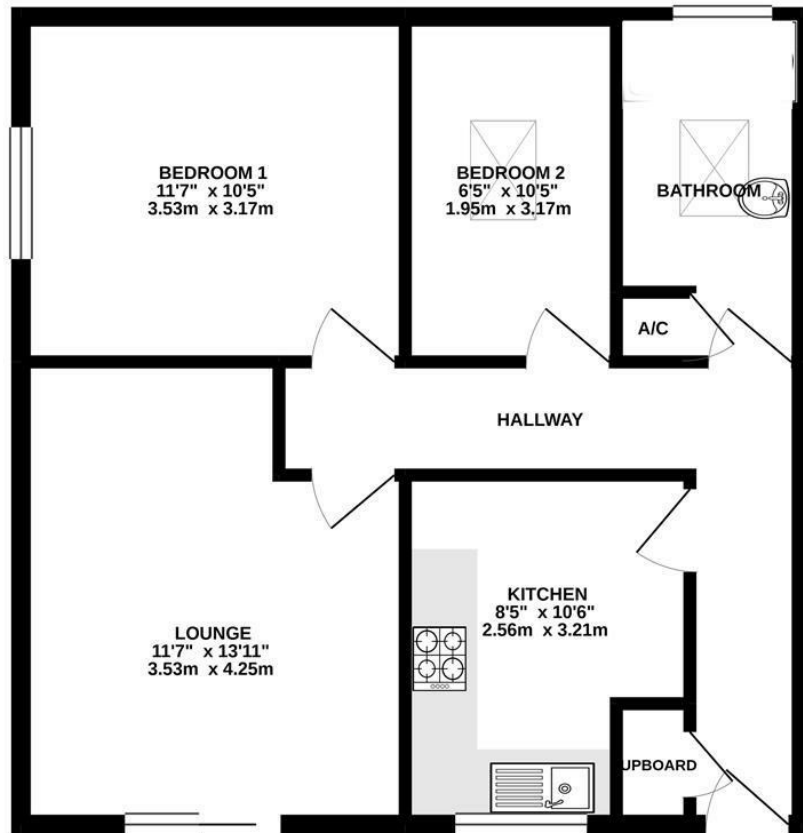 BEDROOM 1
11'7" x 10'5"
3.53m x 3.17m
BEDROOM 2
6'5" x 10'5"
1.95m x 3.17m
BATHROOM
A/C
HALLWAY
LOUNGE
11'7" x 13'11"
3.53m x 4.25m
KITCHEN
8'5" x 10'6"
2.56m x 3.21m
UPBOARD